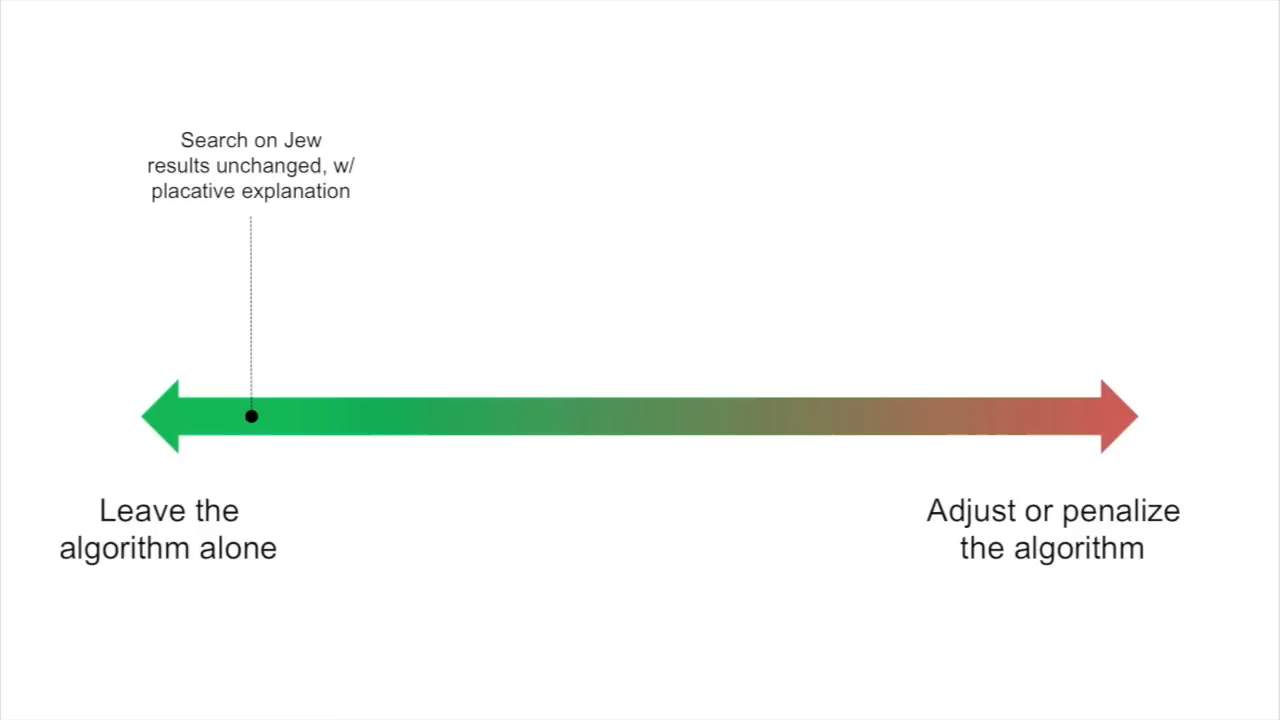 Search on Jew
results unchanged, w/
placative explanation
Leave the
algorithm alone
Adjust or penalize
the algorithm